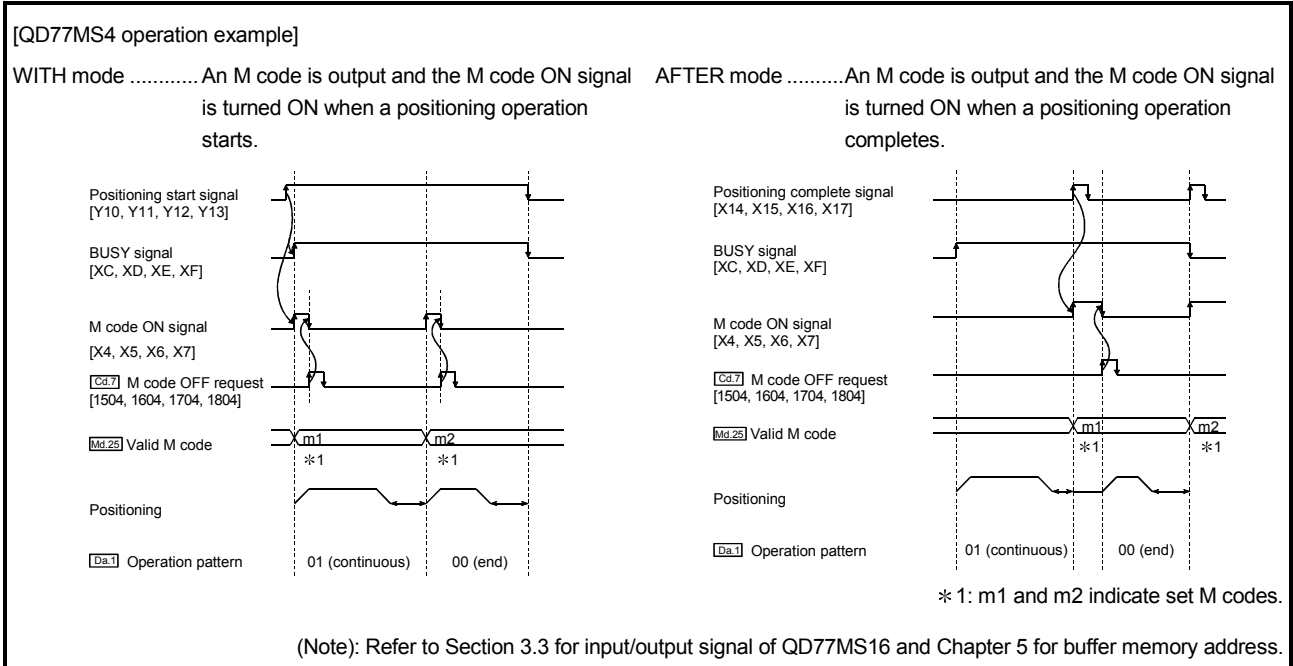 [QD77MS4 operation example]
WITH mode ............ An M code is output and the M code ON signal
is turned ON when a positioning operation
starts.
Positioning start signal
[Y10, Y11, Y12, Y13]
BUSY signal
[XC, XD, XE, XF]
M code ON signal
[X4, X5, X6, X7]
Cd.7 M code OFF request
[1504, 1604, 1704, 1804]
Md.25 Valid M code
m1
m2
*1
*1
Positioning
Da.1 Operation pattern
01 (continuous)
00 (end)
AFTER mode ..........An M code is output and the M code ON signal
is turned ON when a positioning operation
completes.
Positioning complete signal
[X14, X15, X16, X17]
BUSY signal
[XC, XD, XE, XF]
M code ON signal
[X4, X5, X6, X7]
Cd.7 M code OFF request
[1504, 1604, 1704, 1804]
Md.25 Valid M code
m1
m2
*1
*1
Positioning
Da.1 Operation pattern
01 (continuous)
00 (end)
*1: m1 and m2 indicate set M codes.
(Note): Refer to Section 3.3 for input/output signal of QD77MS16 and Chapter 5 for buffer memory address.